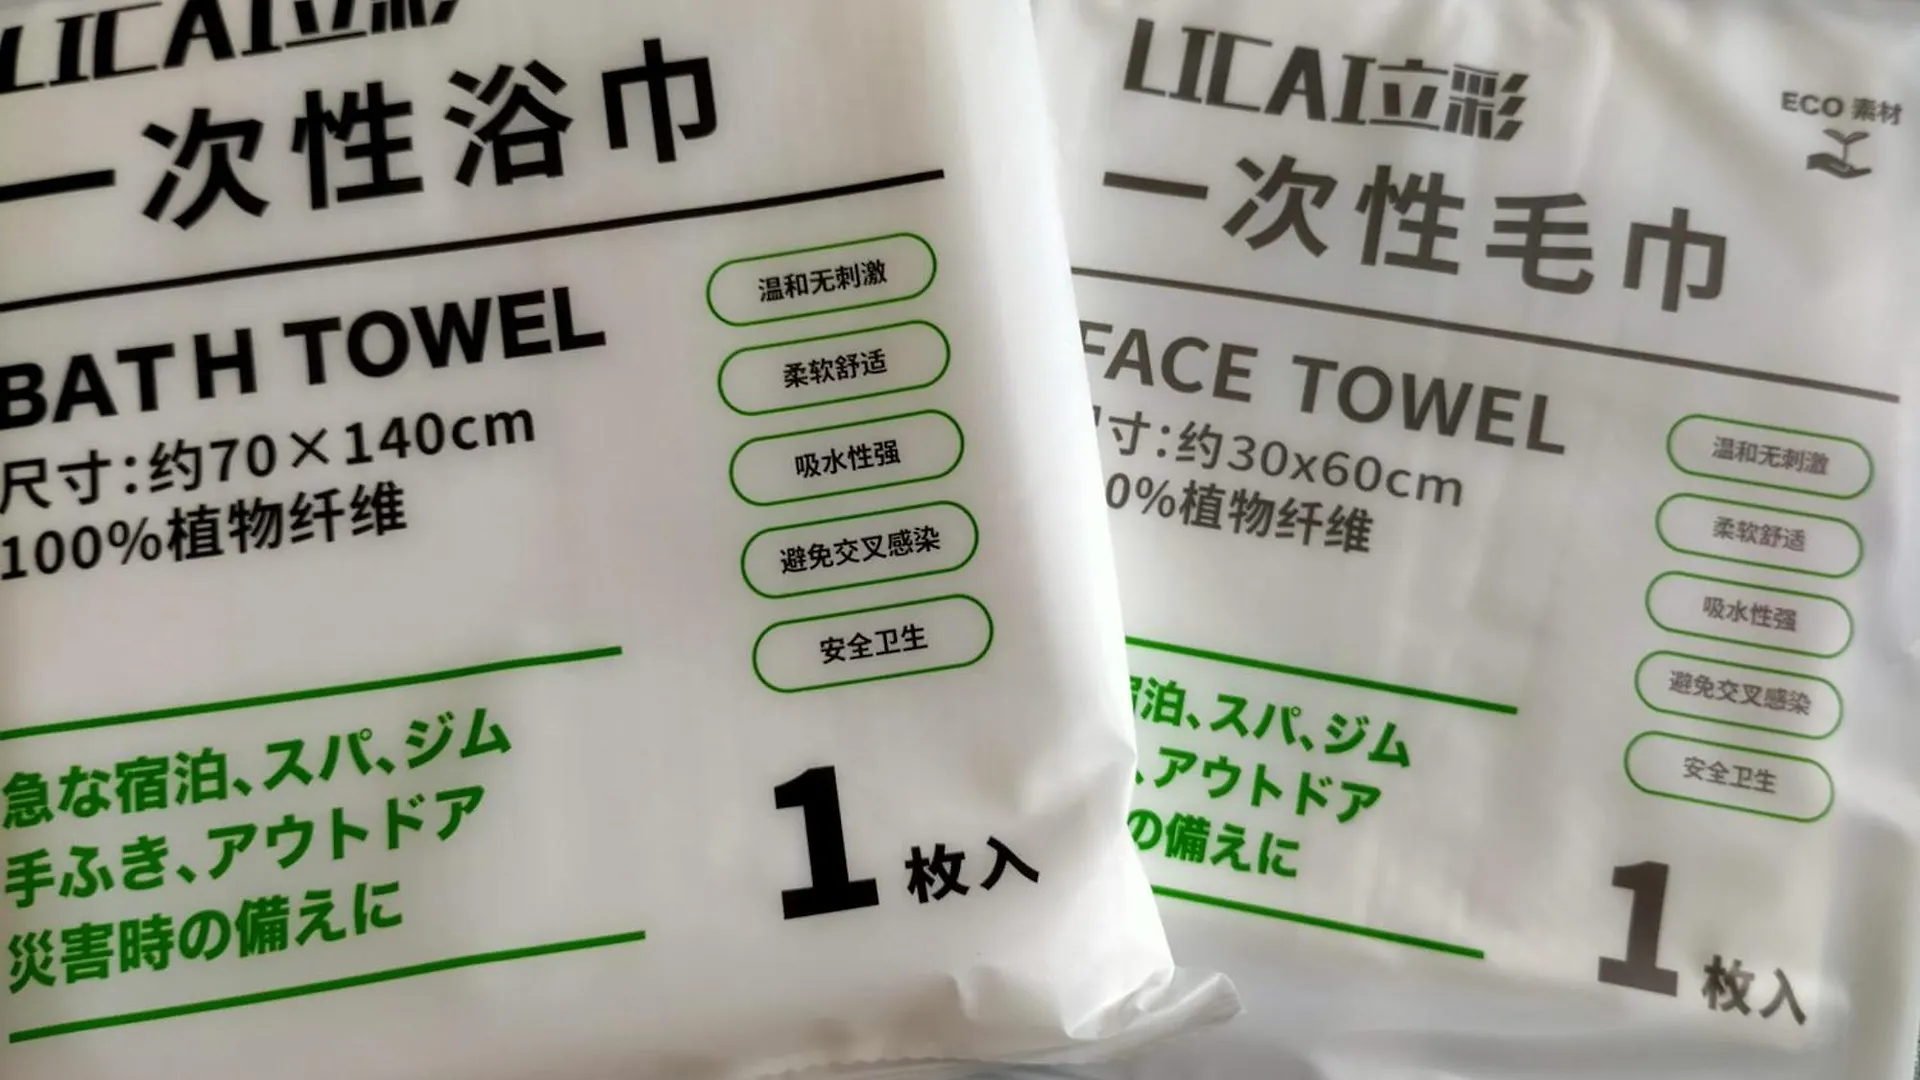 LICAI立彩
一次性浴巾
BATH TOWEL
尺寸:约70×140cm
100%植物纤维
温和无刺激
柔软舒适
吸水性强
避免交叉感染
安全卫生
急な宿泊、スパ、ジム
手ふき、アウトドア
災害時の備えに
1枚入
LICAI立彩
ECO 素材
一次性毛巾
FACE TOWEL
寸:约30x60cm
0%植物纤维
温和无刺激
柔软舒适
吸水性强
避免交叉感染
安全卫生
泊、スパ、ジム
、アウトドア
の備えに
1枚入